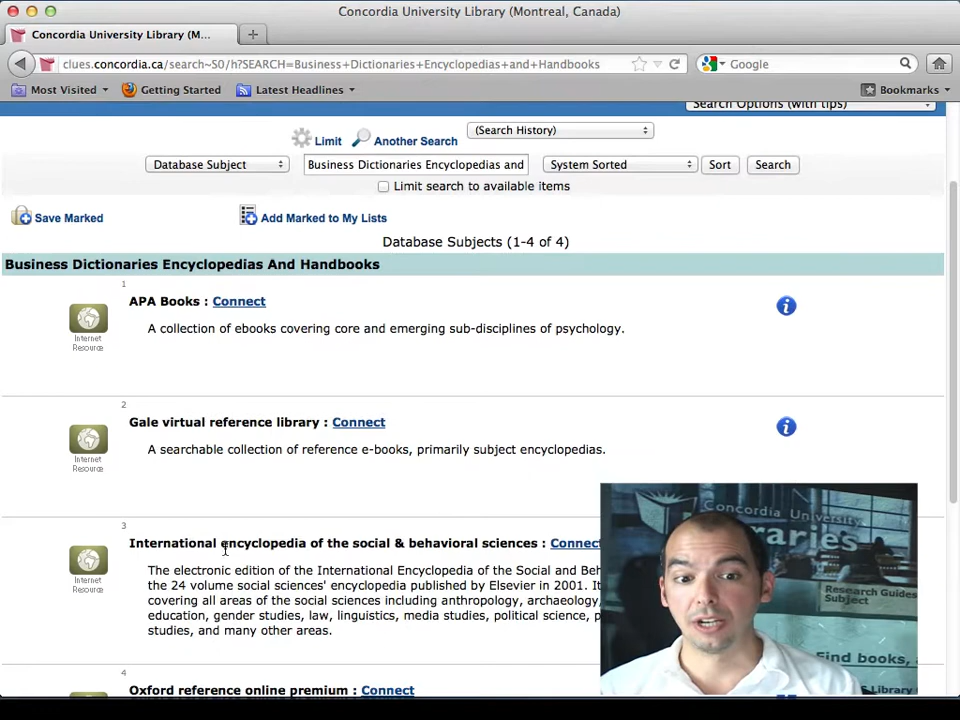 Concordia University Library (Montreal, Canada)
Concordia University Library (M...
clues.concordia.ca/search~S0/h?SEARCH=Business+Dictionaries+Encyclopedias+and+Handbooks
Google
Most Visited Getting Started Latest Headlines Bookmarks
Search Options (with tips)
Limit Another Search (Search History)
Database Subject Business Dictionaries Encyclopedias and System Sorted Sort Search
Limit search to available items
Save Marked Add Marked to My Lists
Database Subjects (1-4 of 4)
Business Dictionaries Encyclopedias And Handbooks
1
APA Books : Connect
Internet Resource
A collection of ebooks covering core and emerging sub-disciplines of psychology.
2
Gale virtual reference library : Connect
Internet Resource
A searchable collection of reference e-books, primarily subject encyclopedias.
3
International encyclopedia of the social & behavioral sciences : Connect
Internet Resource
The electronic edition of the International Encyclopedia of the Social and Beh
the 24 volume social sciences' encyclopedia published by Elsevier in 2001. It
covering all areas of the social sciences including anthropology, archaeology,
education, gender studies, law, linguistics, media studies, political science, p
studies, and many other areas.
4
Oxford reference online premium : Connect
Concordia University
Libraries
Research Guides
Subject
Find books, a
Library